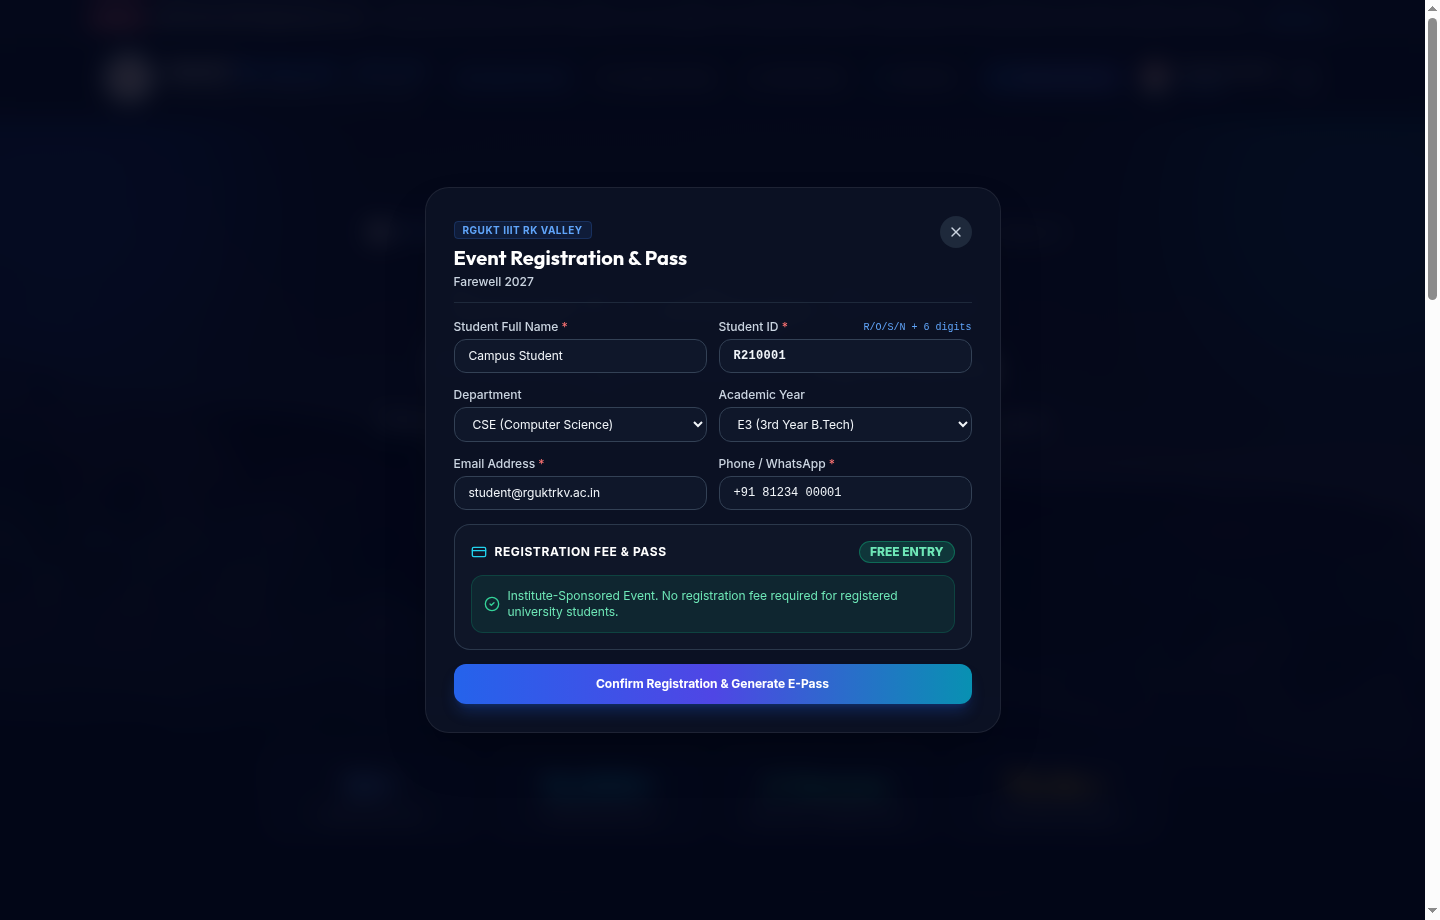 RGUKT IIIT RK VALLEY
Event Registration & Pass
Farewell 2027
Student Full Name *
Campus Student
Student ID * R/O/S/N + 6 digits
R210001
Department
CSE (Computer Science)
Academic Year
E3 (3rd Year B.Tech)
Email Address *
student@rguktrkv.ac.in
Phone / WhatsApp *
+91 81234 00001
REGISTRATION FEE & PASS
FREE ENTRY
Institute-Sponsored Event. No registration fee required for registered
university students.
Confirm Registration & Generate E-Pass